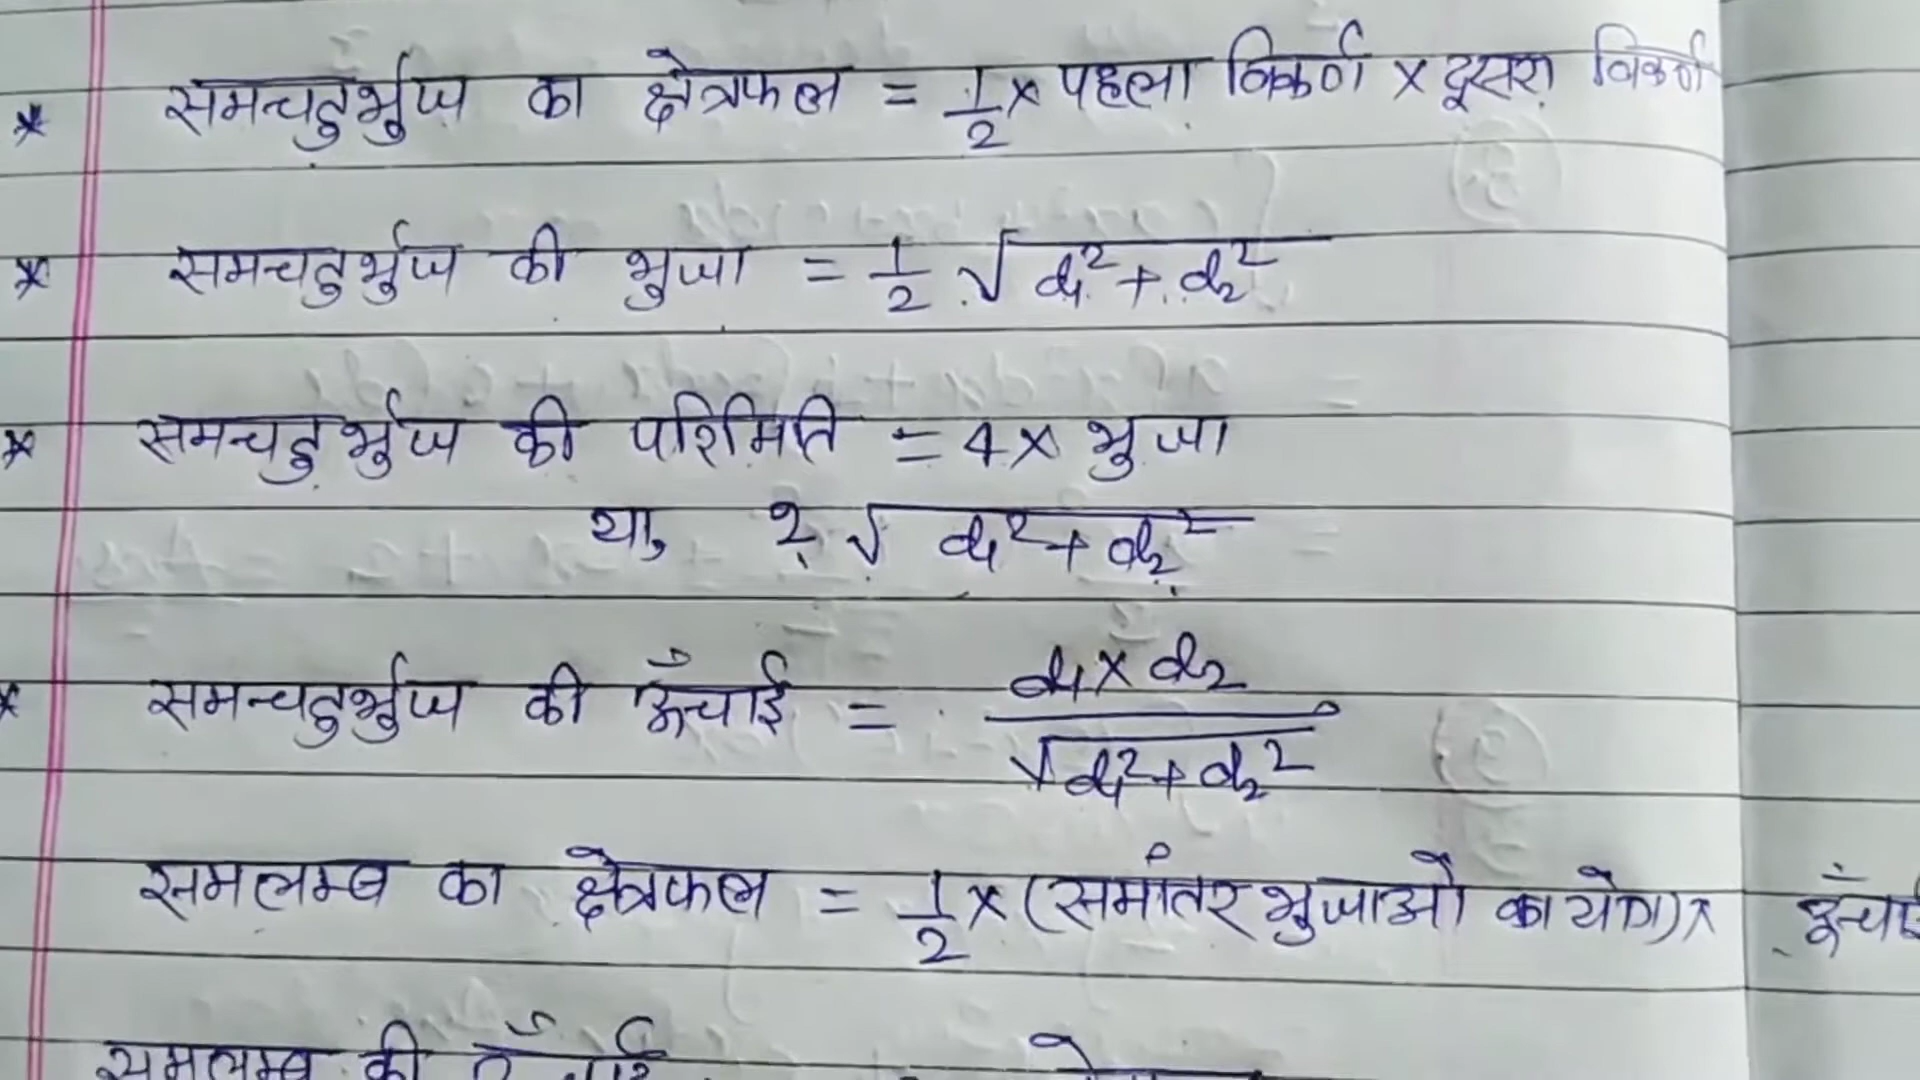 * समचतुर्भुज का क्षेत्रफल = 1/2 × पहला विकर्ण × दूसरा विकर्ण
* समचतुर्भुज की भुजा = 1/2 √(d₁² + d₂²)
* समचतुर्भुज की परिमिति = 4 × भुजा
या, 2√(d₁² + d₂²)
* समचतुर्भुज की ऊँचाई = (d₁ × d₂)/√(d₁² + d₂²)
समलम्ब का क्षेत्रफल = 1/2 × (समांतर भुजाओं का योग) ×
समलम्ब की